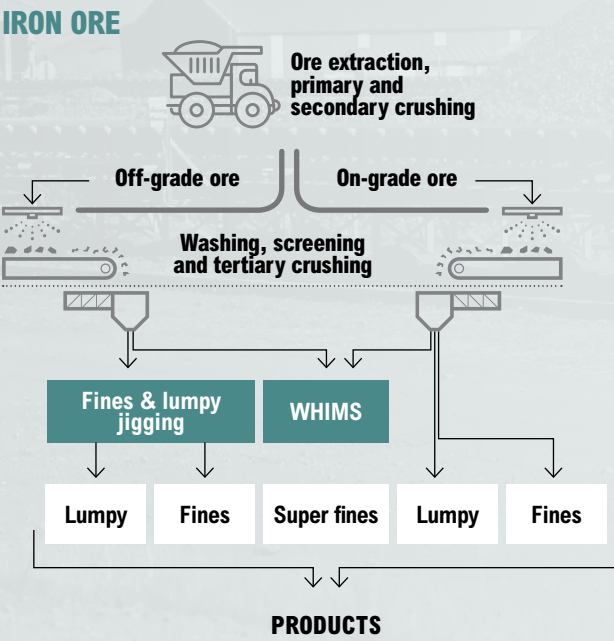 IRON ORE
Ore extraction,
primary and
secondary crushing
Off-grade ore
On-grade ore
Washing, screening
and tertiary crushing
Fines & lumpy
jigging
WHIMS
Lumpy
Fines
Super fines
Lumpy
Fines
PRODUCTS